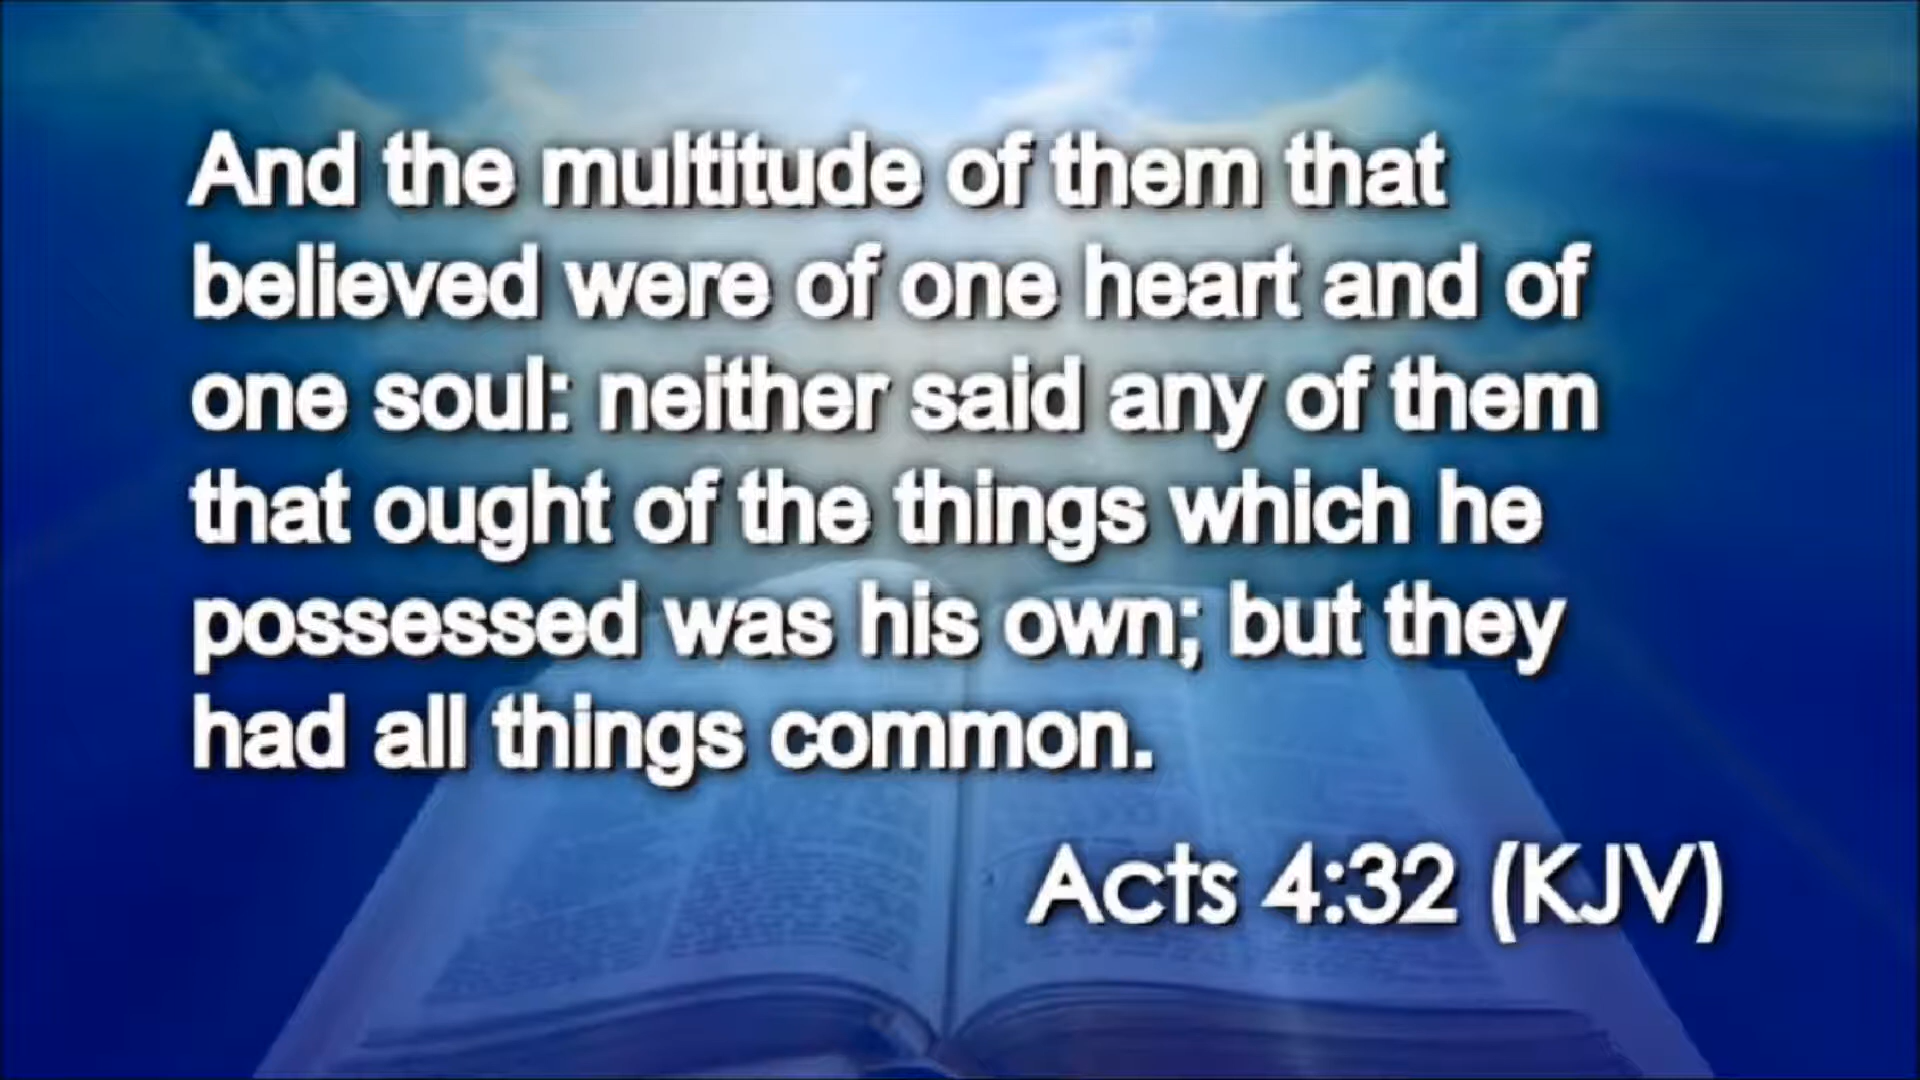 And the multitude of them that
believed were of one heart and of
one soul: neither said any of them
that ought of the things which he
possessed was his own; but they
had all things common.
Acts 4:32 (KJV)